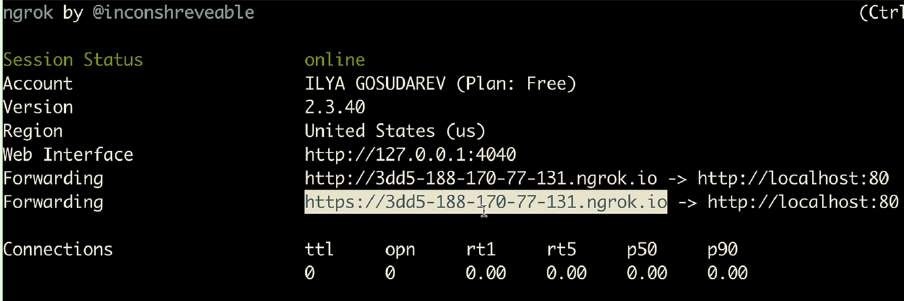 ngrok by @inconshreveable (Ctrl
Session Status online
Account ILYA GOSUDAREV (Plan: Free)
Version 2.3.40
Region United States (us)
Web Interface http://127.0.0.1:4040
Forwarding http://3dd5-188-170-77-131.ngrok.io -> http://localhost:80
Forwarding https://3dd5-188-170-77-131.ngrok.io -> http://localhost:80
Connections ttl opn rt1 rt5 p50 p90
0 0 0.00 0.00 0.00 0.00